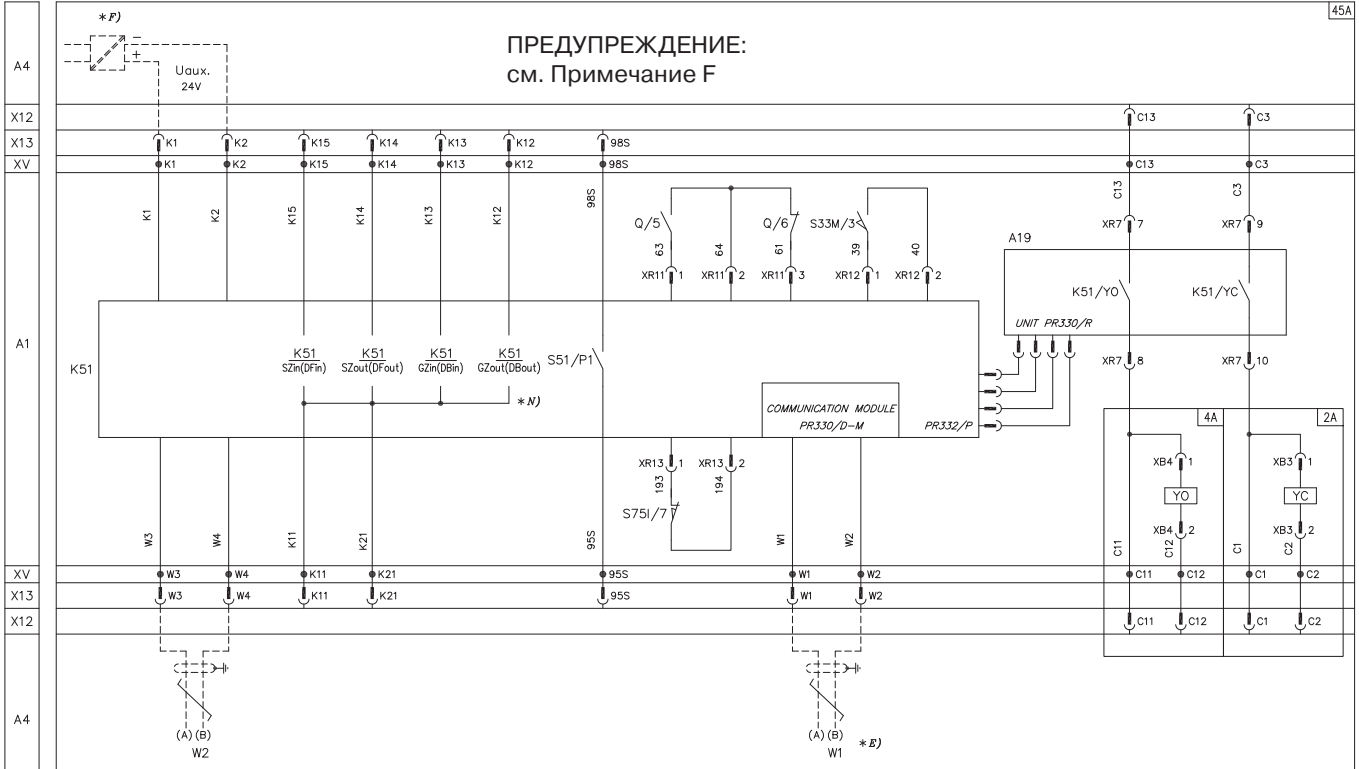 *F)
45A
ПРЕДУПРЕЖДЕНИЕ:
см. Примечание F
A4
−
+
Uaux.
24V
X12
C13
C3
X13
K1
K2
K15
K14
K13
K12
98S
XV
K1
K2
K15
K14
K13
K12
98S
C13
C3
K1
K2
K15
K14
K13
K12
98S
C13
C3
Q/5
Q/6
S33M/3
63
64
61
39
40
XR7 7
XR7 9
A19
XR11 1
XR11 2
XR11 3
XR12 1
XR12 2
K51/YO
K51/YC
UNIT PR330/R
A1
K51
K51
SZin(DFin)
K51
SZout(DFout)
K51
GZin(DBin)
K51
GZout(DBout)
S51/P1
XR7 8
XR7 10
*N)
COMMUNICATION MODULE
PR330/D-M
PR332/P
4A
2A
XR13 1
XR13 2
XB4 1
XB3 1
193
194
YO
YC
S75I/7
XB4 2
XB3 2
W3
W4
K11
K21
95S
W1
W2
C11
C12
C1
C2
XV
W3
W4
K11
K21
95S
W1
W2
C11
C12
C1
C2
X13
W3
W4
K11
K21
95S
W1
W2
X12
C11
C12
C1
C2
A4
(A) (B)
W2
(A) (B)
W1
*E)